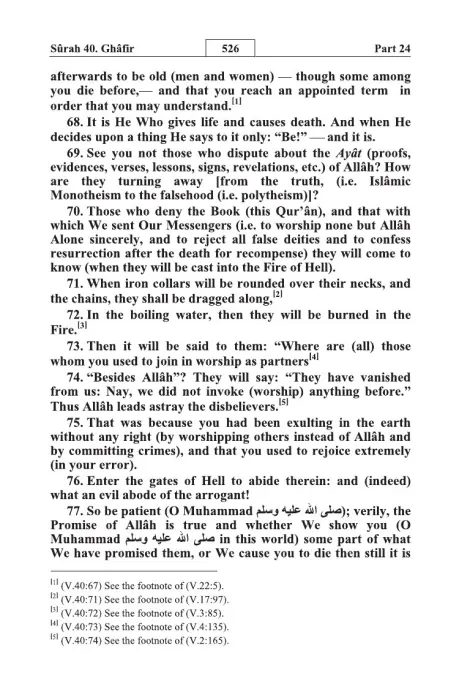 Sûrah 40. Ghâfir 526 Part 24
afterwards to be old (men and women) — though some among
you die before,— and that you reach an appointed term in
order that you may understand.[1]
68. It is He Who gives life and causes death. And when He
decides upon a thing He says to it only: “Be!” — and it is.
69. See you not those who dispute about the Ayât (proofs,
evidences, verses, lessons, signs, revelations, etc.) of Allâh? How
are they turning away [from the truth, (i.e. Islâmic
Monotheism to the falsehood (i.e. polytheism)]?
70. Those who deny the Book (this Qur’ân), and that with
which We sent Our Messengers (i.e. to worship none but Allâh
Alone sincerely, and to reject all false deities and to confess
resurrection after the death for recompense) they will come to
know (when they will be cast into the Fire of Hell).
71. When iron collars will be rounded over their necks, and
the chains, they shall be dragged along,[2]
72. In the boiling water, then they will be burned in the
Fire.[3]
73. Then it will be said to them: “Where are (all) those
whom you used to join in worship as partners[4]
74. “Besides Allâh”? They will say: “They have vanished
from us: Nay, we did not invoke (worship) anything before.”
Thus Allâh leads astray the disbelievers.[5]
75. That was because you had been exulting in the earth
without any right (by worshipping others instead of Allâh and
by committing crimes), and that you used to rejoice extremely
(in your error).
76. Enter the gates of Hell to abide therein: and (indeed)
what an evil abode of the arrogant!
77. So be patient (O Muhammad صلى الله عليه وسلم); verily, the
Promise of Allâh is true and whether We show you (O
Muhammad صلى الله عليه وسلم in this world) some part of what
We have promised them, or We cause you to die then still it is
[1] (V.40:67) See the footnote of (V.22:5).
[2] (V.40:71) See the footnote of (V.17:97).
[3] (V.40:72) See the footnote of (V.3:85).
[4] (V.40:73) See the footnote of (V.4:135).
[5] (V.40:74) See the footnote of (V.2:165).